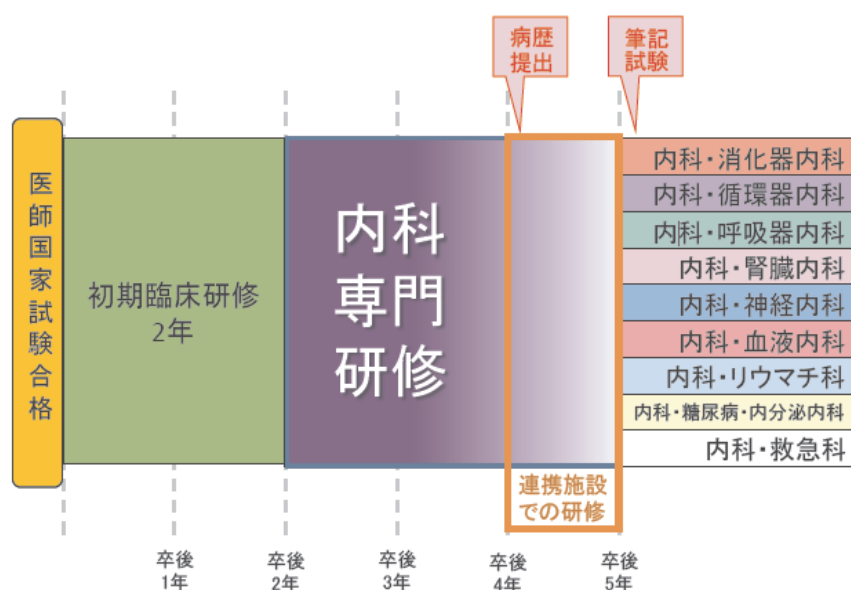 病歴
提出
筆記
試験
医師国家試験合格
初期臨床研修
2年
内科
専門
研修
内科・消化器内科
内科・循環器内科
内科・呼吸器内科
内科・腎臓内科
内科・神経内科
内科・血液内科
内科・リウマチ科
内科・糖尿病・内分泌内科
内科・救急科
連携施設
での研修
卒後
1年
卒後
2年
卒後
3年
卒後
4年
卒後
5年